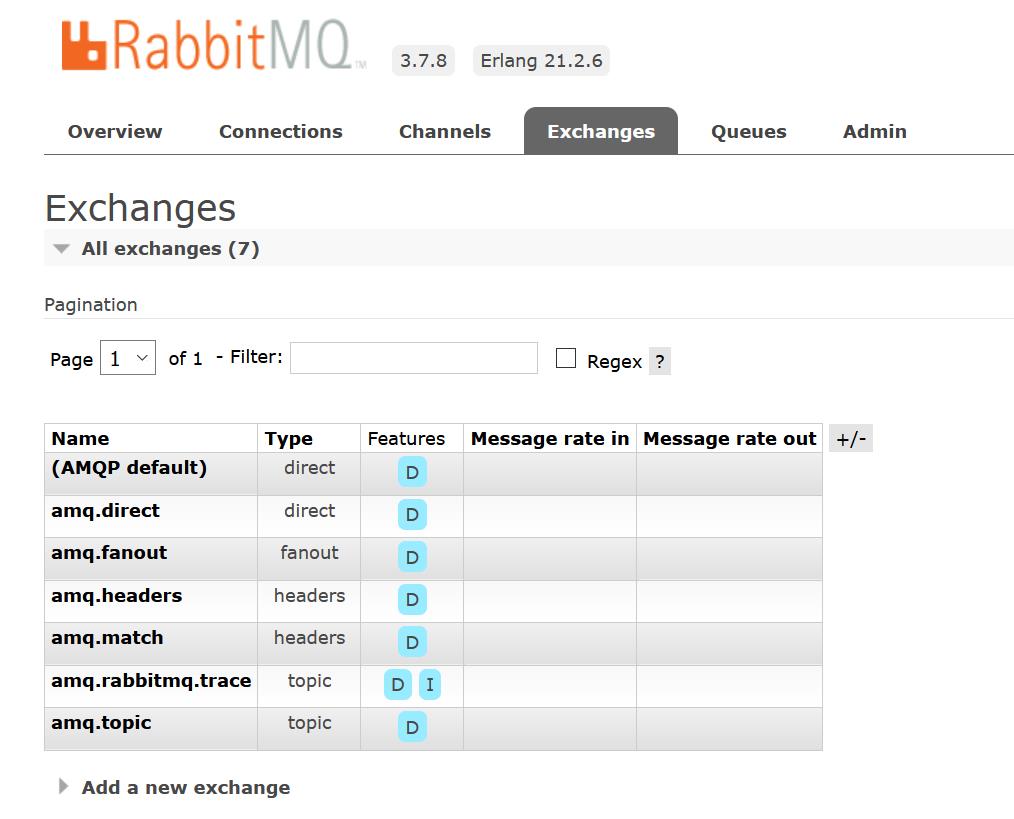 RabbitMQ™ 3.7.8 Erlang 21.2.6
Overview Connections Channels Exchanges Queues Admin
Exchanges
All exchanges (7)
Pagination
Page 1 of 1 - Filter: Regex ?
Name Type Features Message rate in Message rate out +/-
(AMQP default) direct D
amq.direct direct D
amq.fanout fanout D
amq.headers headers D
amq.match headers D
amq.rabbitmq.trace topic D I
amq.topic topic D
Add a new exchange